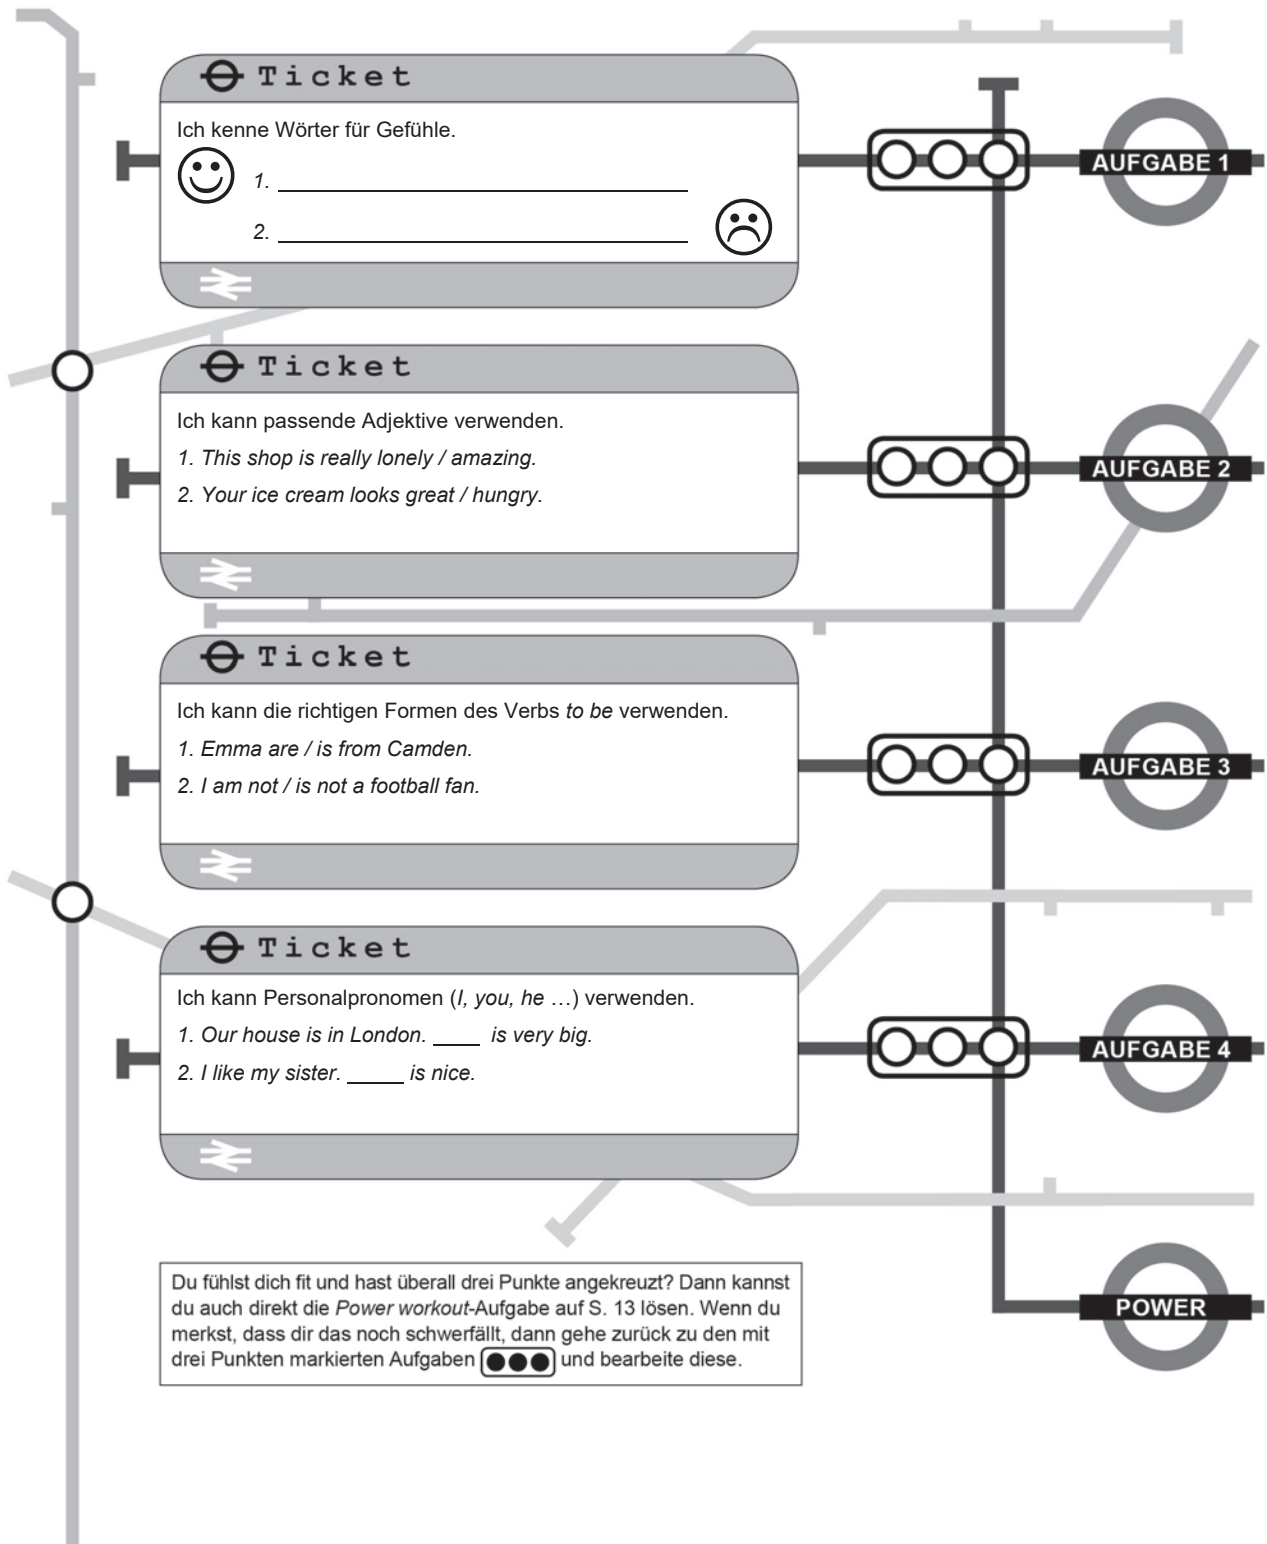 Ticket
Ich kenne Wörter für Gefühle.
1. ____________________
2. ____________________
AUFGABE 1
Ticket
Ich kann passende Adjektive verwenden.
1. This shop is really lonely / amazing.
2. Your ice cream looks great / hungry.
AUFGABE 2
Ticket
Ich kann die richtigen Formen des Verbs to be verwenden.
1. Emma are / is from Camden.
2. I am not / is not a football fan.
AUFGABE 3
Ticket
Ich kann Personalpronomen (I, you, he …) verwenden.
1. Our house is in London. ____ is very big.
2. I like my sister. _____ is nice.
AUFGABE 4
Du fühlst dich fit und hast überall drei Punkte angekreuzt? Dann kannst
du auch direkt die Power workout-Aufgabe auf S. 13 lösen. Wenn du
merkst, dass dir das noch schwerfällt, dann gehe zurück zu den mit
drei Punkten markierten Aufgaben und bearbeite diese.
POWER